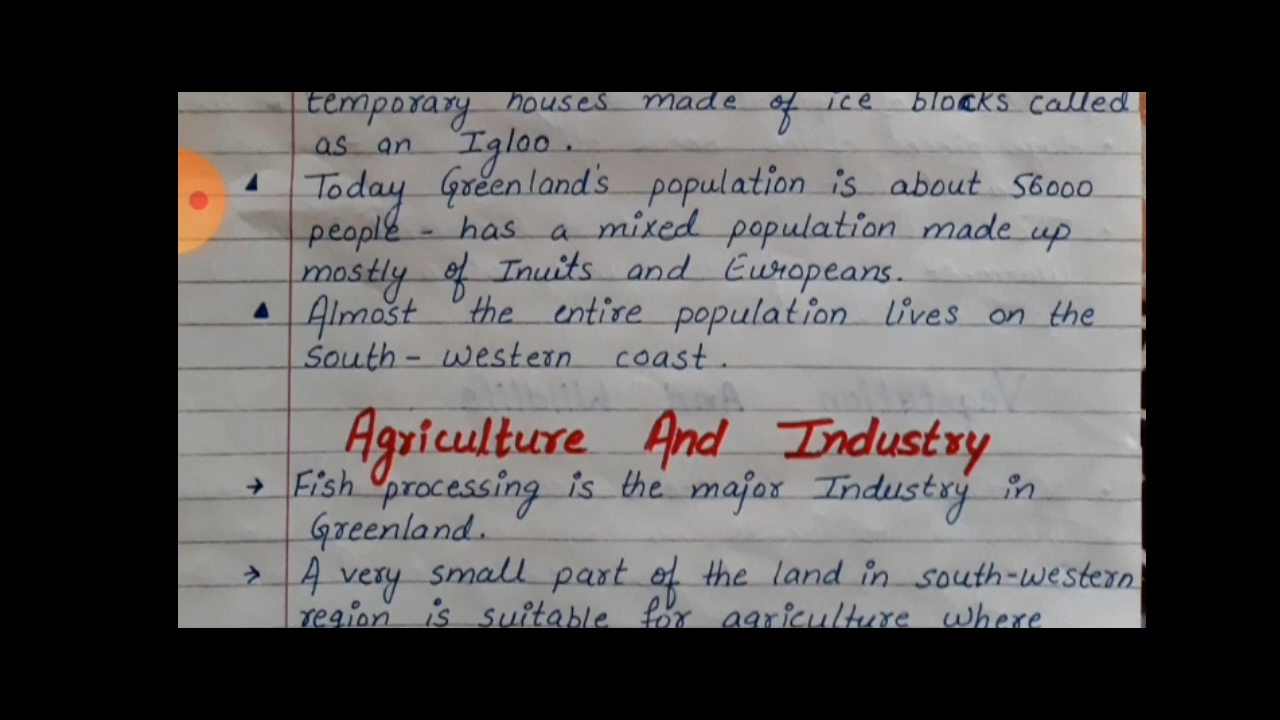 temporary houses made of ice blocks called
as an Igloo.
Today Greenland's population is about 56000
people - has a mixed population made up
mostly of Inuits and Europeans.
Almost the entire population lives on the
south-western coast.
Agriculture And Industry
→ Fish processing is the major Industry in
Greenland.
→ A very small part of the land in south-western
region is suitable for agriculture where